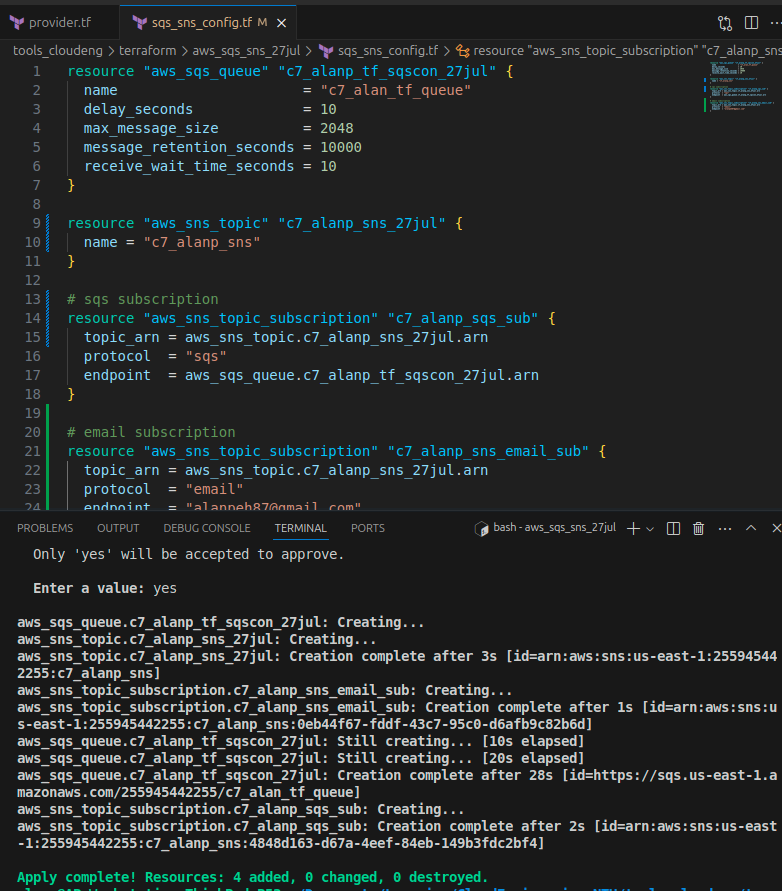 provider.tf
sqs_sns_config.tf M ×
tools_cloudeng > terraform > aws_sqs_sns_27jul > sqs_sns_config.tf > resource "aws_sns_topic_subscription" "c7_alanp_sns
1 resource "aws_sqs_queue" "c7_alanp_tf_sqscon_27jul" {
2   name                      = "c7_alan_tf_queue"
3   delay_seconds             = 10
4   max_message_size          = 2048
5   message_retention_seconds = 10000
6   receive_wait_time_seconds = 10
7 }
8
9 resource "aws_sns_topic" "c7_alanp_sns_27jul" {
10   name = "c7_alanp_sns"
11 }
12
13 # sqs subscription
14 resource "aws_sns_topic_subscription" "c7_alanp_sqs_sub" {
15   topic_arn = aws_sns_topic.c7_alanp_sns_27jul.arn
16   protocol  = "sqs"
17   endpoint  = aws_sqs_queue.c7_alanp_tf_sqscon_27jul.arn
18 }
19
20 # email subscription
21 resource "aws_sns_topic_subscription" "c7_alanp_sns_email_sub" {
22   topic_arn = aws_sns_topic.c7_alanp_sns_27jul.arn
23   protocol  = "email"
24   endpoint  = "alanpeh87@gmail.com"
PROBLEMS OUTPUT DEBUG CONSOLE TERMINAL PORTS bash - aws_sqs_sns_27jul
Only 'yes' will be accepted to approve.
Enter a value: yes
aws_sqs_queue.c7_alanp_tf_sqscon_27jul: Creating...
aws_sns_topic.c7_alanp_sns_27jul: Creating...
aws_sns_topic.c7_alanp_sns_27jul: Creation complete after 3s [id=arn:aws:sns:us-east-1:25594544
2255:c7_alanp_sns]
aws_sns_topic_subscription.c7_alanp_sns_email_sub: Creating...
aws_sns_topic_subscription.c7_alanp_sns_email_sub: Creation complete after 1s [id=arn:aws:sns:u
s-east-1:255945442255:c7_alanp_sns:0eb44f67-fddf-43c7-95c0-d6afb9c82b6d]
aws_sqs_queue.c7_alanp_tf_sqscon_27jul: Still creating... [10s elapsed]
aws_sqs_queue.c7_alanp_tf_sqscon_27jul: Still creating... [20s elapsed]
aws_sqs_queue.c7_alanp_tf_sqscon_27jul: Creation complete after 28s [id=https://sqs.us-east-1.a
mazonaws.com/255945442255/c7_alan_tf_queue]
aws_sns_topic_subscription.c7_alanp_sqs_sub: Creating...
aws_sns_topic_subscription.c7_alanp_sqs_sub: Creation complete after 2s [id=arn:aws:sns:us-east
-1:255945442255:c7_alanp_sns:4848d163-d67a-4eef-84eb-149b3fdc2bf4]
Apply complete! Resources: 4 added, 0 changed, 0 destroyed.